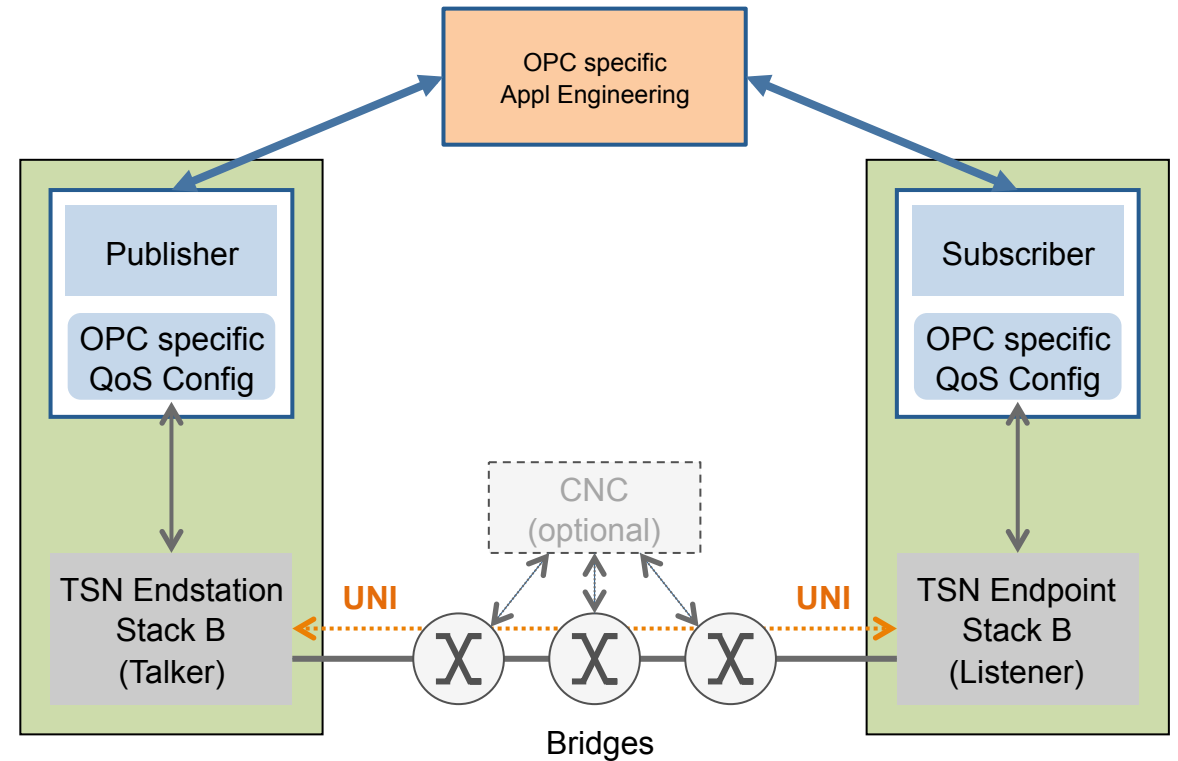 OPC specific
Appl Engineering
Publisher
OPC specific
QoS Config
Subscriber
OPC specific
QoS Config
CNC
(optional)
TSN Endstation
Stack B
(Talker)
UNI
UNI
TSN Endpoint
Stack B
(Listener)
Bridges